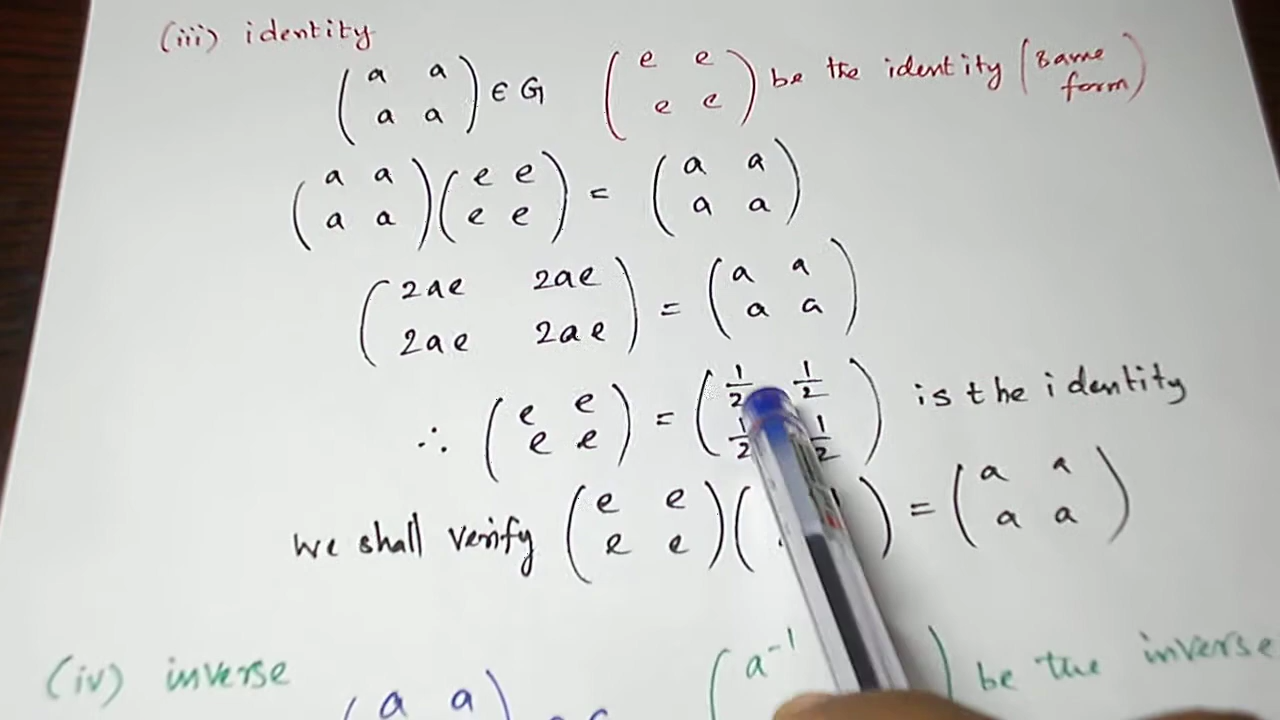 (iii) identity
( a a ) ∈ G ( e e ) be the identity ( same
a a e e form )
( a a ) ( e e ) = ( a a )
a a e e a a
( 2ae 2ae ) = ( a a )
2ae 2ae a a
∴ ( e e ) = ( 1/2 1/2 ) is the identity
e e 1/2 1/2
we shall verify ( e e ) ( ) = ( a a )
e e a a
(iv) inverse ( a⁻¹ ) be the inverse
( a a )